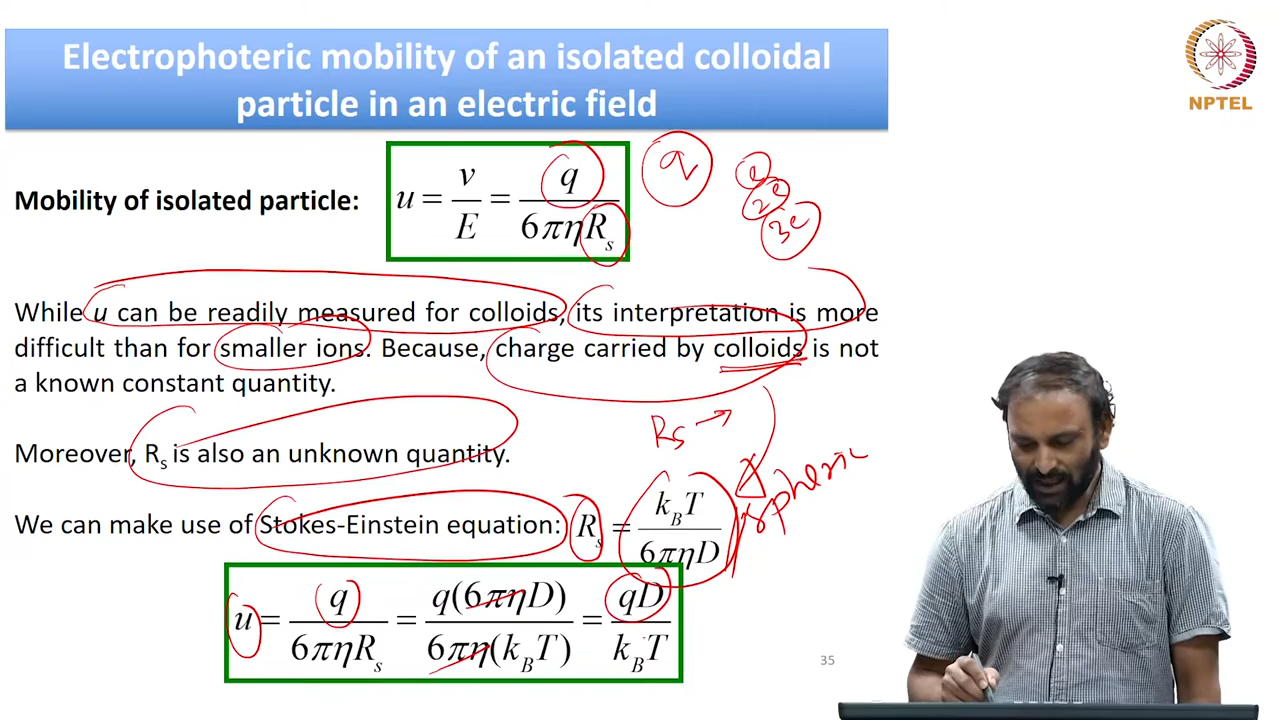 Electrophoteric mobility of an isolated colloidal
particle in an electric field
NPTEL
Mobility of isolated particle:
u = v/E = q/6πηR_s
q
e
2e
3e
While u can be readily measured for colloids, its interpretation is more
difficult than for smaller ions. Because, charge carried by colloids is not
a known constant quantity.
R_s →
Moreover, R_s is also an unknown quantity.
spheric
We can make use of Stokes-Einstein equation: R_s = k_BT/6πηD
u = q/6πηR_s = q(6πηD)/6πη(k_BT) = qD/k_BT
35